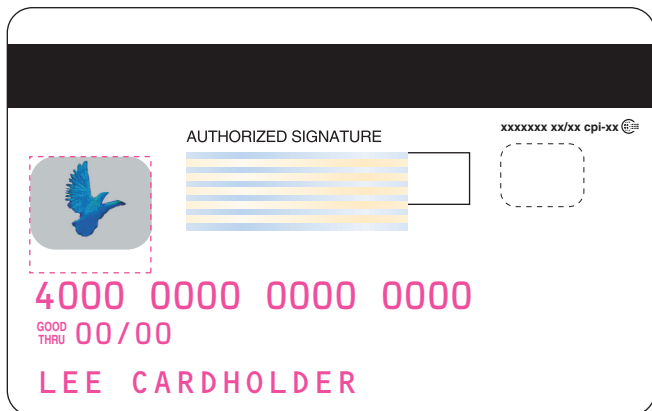 xxxxxxx xx/xx cpi-xx
AUTHORIZED SIGNATURE
4000 0000 0000 0000
GOOD
THRU 00/00
LEE CARDHOLDER